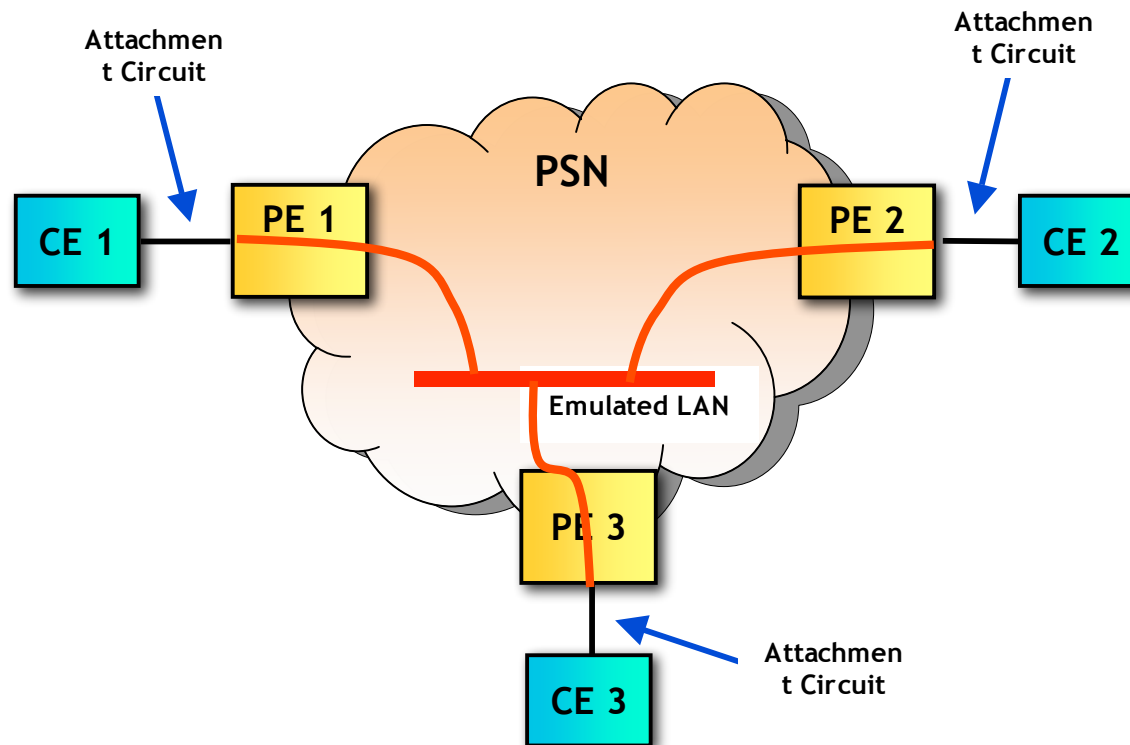 Attachmen
t Circuit
Attachmen
t Circuit
PSN
PE 1
PE 2
CE 1
CE 2
Emulated LAN
PE 3
Attachmen
t Circuit
CE 3